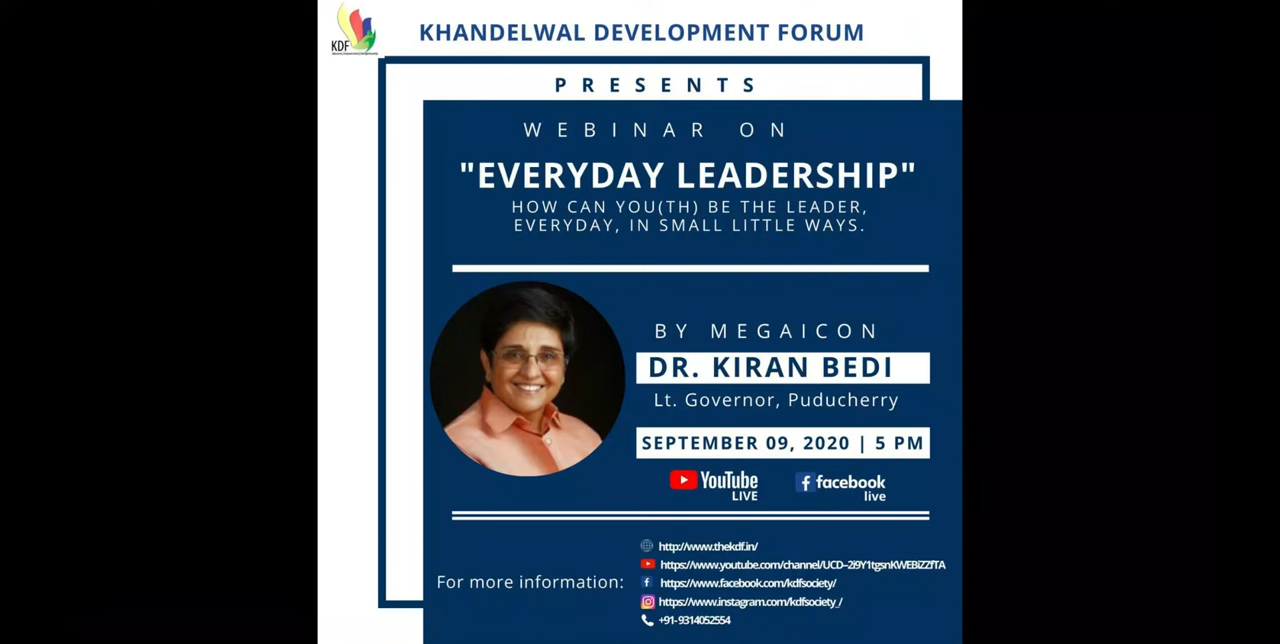 KDF
KHANDELWAL DEVELOPMENT FORUM
PRESENTS
WEBINAR ON
"EVERYDAY LEADERSHIP"
HOW CAN YOU(TH) BE THE LEADER,
EVERYDAY, IN SMALL LITTLE WAYS.
BY MEGAICON
DR. KIRAN BEDI
Lt. Governor, Puducherry
SEPTEMBER 09, 2020 | 5 PM
YouTube LIVE
facebook live
For more information:
http://www.thekdf.in/
https://www.facebook.com/kdfsociety/
https://www.instagram.com/kdfsociety_/
+91- 9314052554